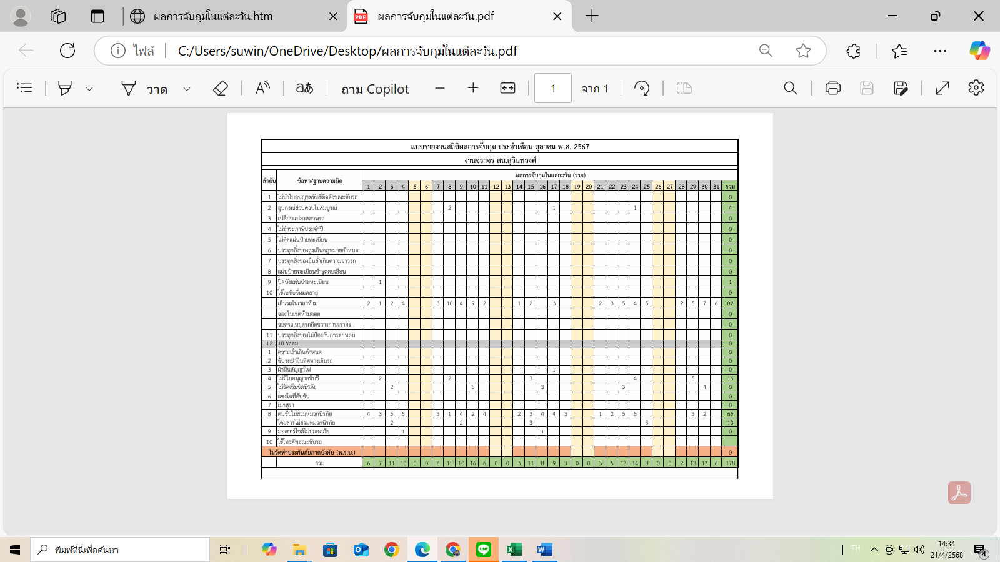 ผลการจับกุมในแต่ละวัน.htm
ผลการจับกุมในแต่ละวัน.pdf
ไฟล์ C:/Users/suwin/OneDrive/Desktop/ผลการจับกุมในแต่ละวัน.pdf
วาด A aあ ถาม Copilot 1 จาก 1
แบบรายงานสถิติผลการจับกุม ประจำเดือน ตุลาคม พ.ศ. 2567
งานจราจร สน.สุวินทวงศ์
ลำดับ ข้อหา/ฐานความผิด ผลการจับกุมในแต่ละวัน (ราย)
1 2 3 4 5 6 7 8 9 10 11 12 13 14 15 16 17 18 19 20 21 22 23 24 25 26 27 28 29 30 31 รวม
1 ไม่นำใบอนุญาตขับขี่ติดตัวขณะขับรถ 0
2 อุปกรณ์ส่วนควบไม่สมบูรณ์ 2 1 1 4
3 เปลี่ยนแปลงสภาพรถ 0
4 ไม่ชำระภาษีประจำปี 0
5 ไม่ติดแผ่นป้ายทะเบียน 0
6 บรรทุกสิ่งของสูงเกินกฎหมายกำหนด 0
7 บรรทุกสิ่งของยื่นล้ำเกินความยาวรถ 0
8 แผ่นป้ายทะเบียนชำรุดลบเลือน 0
9 ปิดบังแผ่นป้ายทะเบียน 1 1
10 ใช้ใบขับขี่หมดอายุ 0
เดินรถในเวลาห้าม 2 1 2 4 3 10 4 9 2 1 2 3 2 3 5 4 5 2 5 7 6 82
จอดในเขตห้ามจอด 0
จอดรถ,หยุดรถกีดขวางการจราจร 0
11 บรรทุกสิ่งของไม่ป้องกันการตกหล่น 0
12 10 รสขม. 0
1 ความเร็วเกินกำหนด 0
2 ขับรถฝ่าฝืนทิศทางเดินรถ 0
3 ฝ่าฝืนสัญญาไฟ 1 0
4 ไม่มีใบอนุญาตขับขี่ 2 2 3 4 5 16
5 ไม่รัดเข็มขัดนิรภัย 2 5 3 3 4 0
6 แซงในที่คับขัน 0
7 เมาสุรา 0
8 คนขับไม่สวมหมวกนิรภัย 4 3 5 5 3 1 4 2 4 2 3 4 4 3 1 2 5 5 3 2 65
โดยสารไม่สวมหมวกนิรภัย 2 2 3 3 10
9 มอเตอร์ไซด์ไม่ปลอดภัย 1 1 0
10 ใช้โทรศัพขณะขับรถ
ไม่จัดทำประกันภัยภาคบังคับ (พ.ร.บ.) 0
รวม 6 7 11 10 0 0 6 15 10 16 6 0 0 3 11 8 9 3 0 0 3 5 13 14 8 0 0 2 13 13 6 178
พิมพ์ที่นี่เพื่อค้นหา
TH
14:34
21/4/2568
4